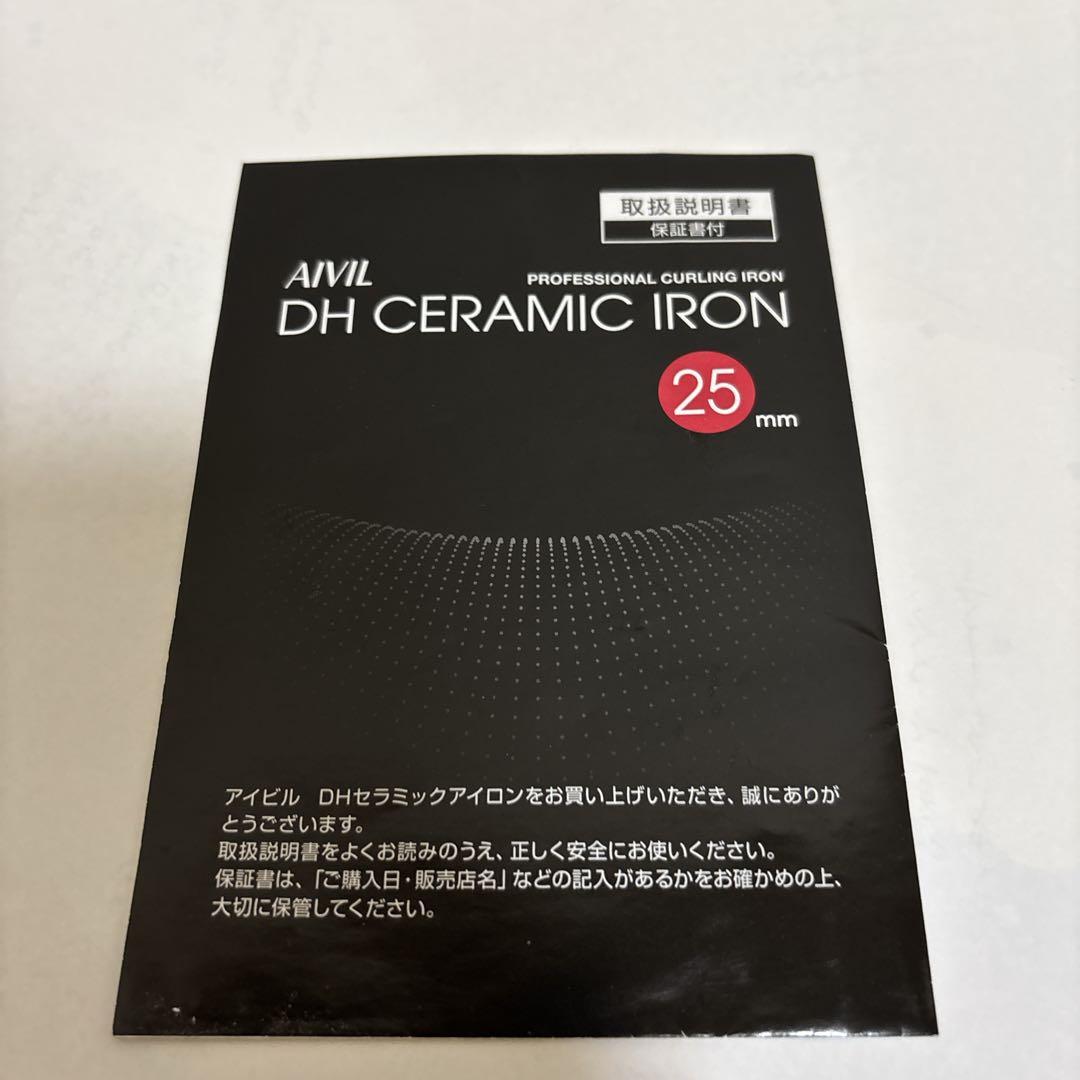 取扱説明書
保証書付
AIVIL
PROFESSIONAL CURLING IRON
DH CERAMIC IRON
25
mm
アイビル　DHセラミックアイロンをお買い上げいただき、誠にありが
とうございます。
取扱説明書をよくお読みのうえ、正しく安全にお使いください。
保証書は、「ご購入日・販売店名」などの記入があるかをお確かめの上、
大切に保管してください。